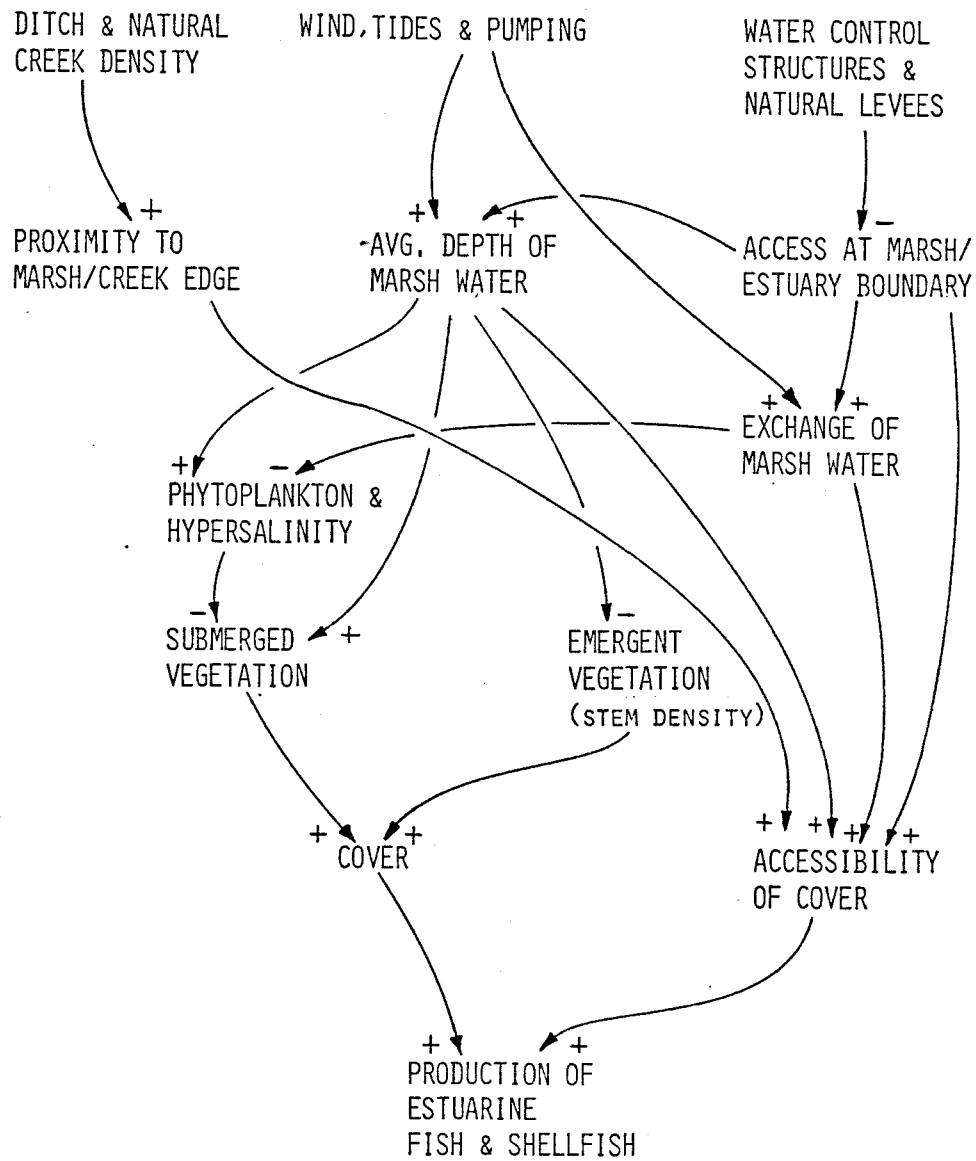 DITCH & NATURAL
CREEK DENSITY
WIND, TIDES & PUMPING
WATER CONTROL
STRUCTURES &
NATURAL LEVEES
+
PROXIMITY TO
MARSH/CREEK EDGE
+ +
AVG. DEPTH OF
MARSH WATER
-
ACCESS AT MARSH/
ESTUARY BOUNDARY
+ +
EXCHANGE OF
MARSH WATER
+ -
PHYTOPLANKTON &
HYPERSALINITY
- +
SUBMERGED
VEGETATION
-
EMERGENT
VEGETATION
(STEM DENSITY)
+ +
COVER
+ + + +
ACCESSIBILITY
OF COVER
+ +
PRODUCTION OF
ESTUARINE
FISH & SHELLFISH